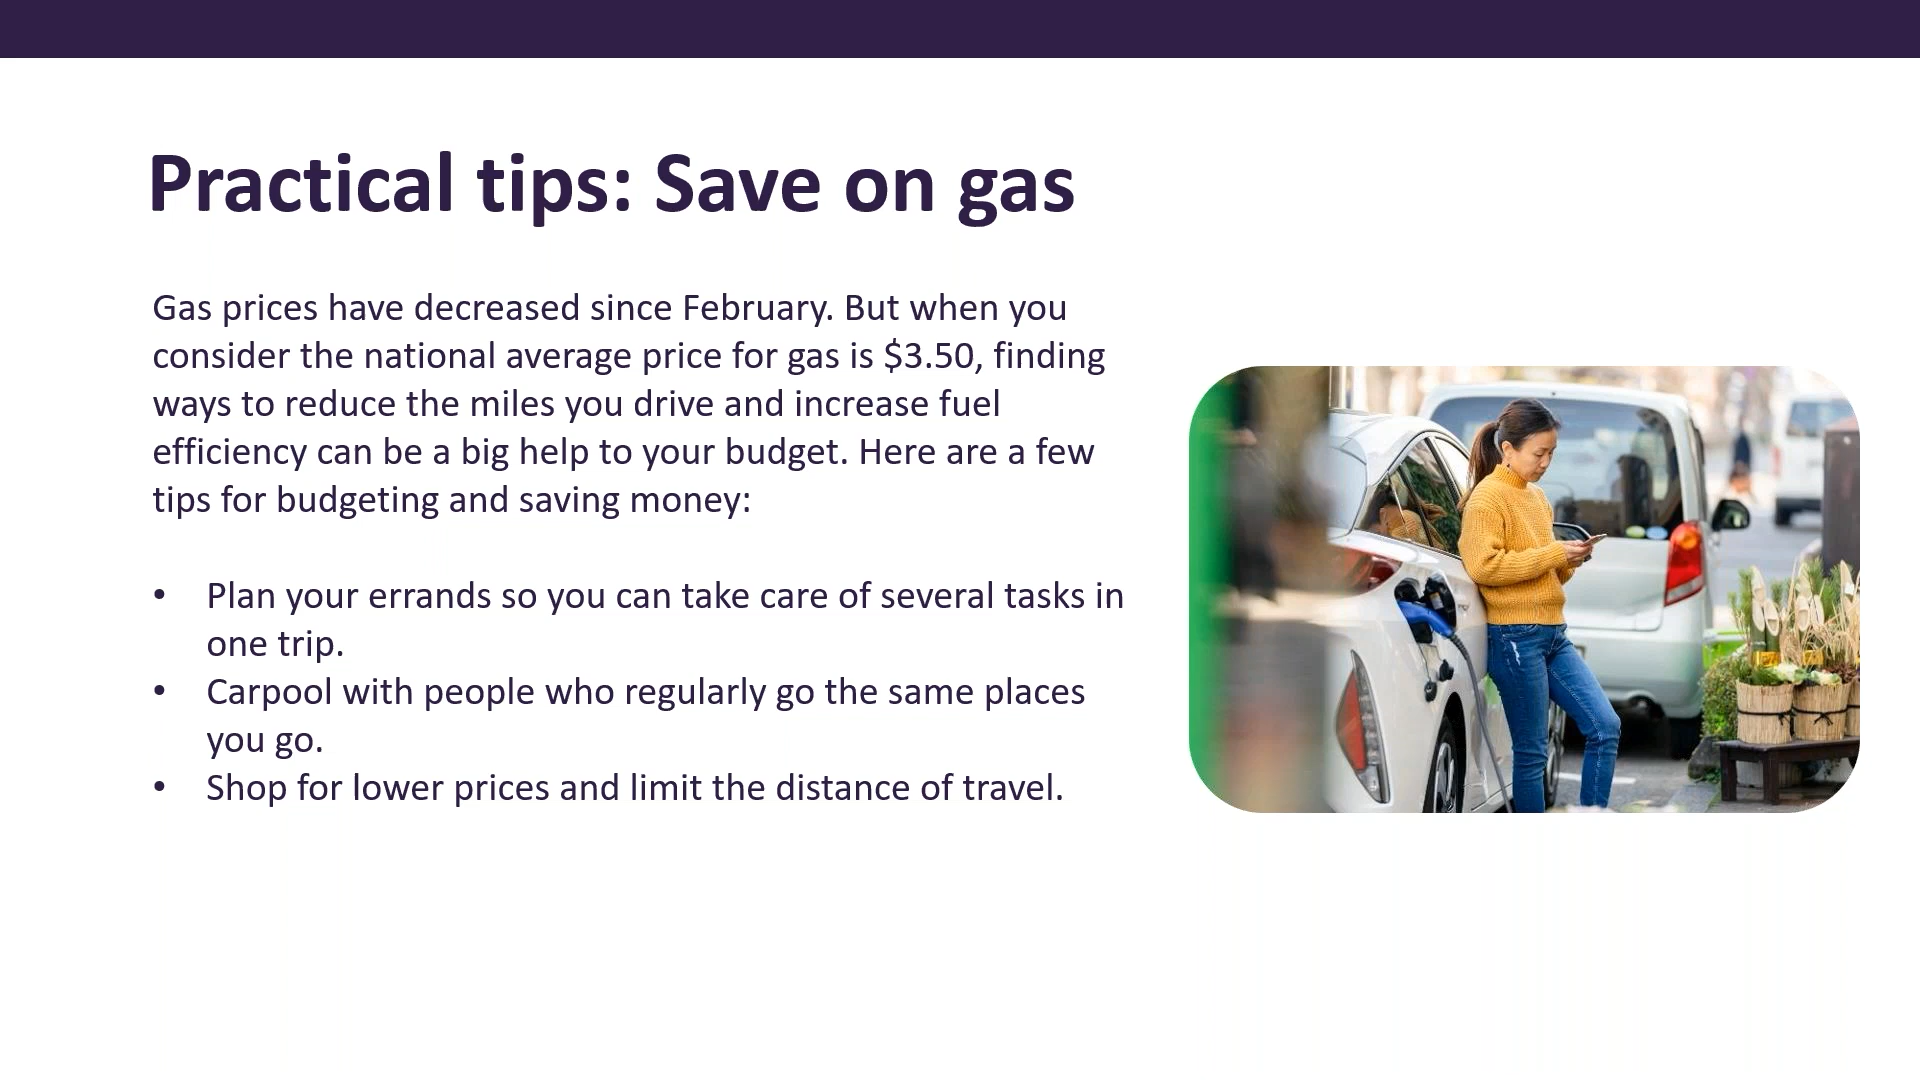 Practical tips: Save on gas
Gas prices have decreased since February. But when you
consider the national average price for gas is $3.50, finding
ways to reduce the miles you drive and increase fuel
efficiency can be a big help to your budget. Here are a few
tips for budgeting and saving money:
• Plan your errands so you can take care of several tasks in
one trip.
• Carpool with people who regularly go the same places
you go.
• Shop for lower prices and limit the distance of travel.